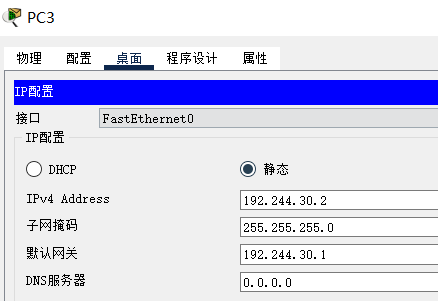 PC3
物理 配置 桌面 程序设计 属性
IP配置
接口 FastEthernet0
IP配置
DHCP 静态
IPv4 Address 192.244.30.2
子网掩码 255.255.255.0
默认网关 192.244.30.1
DNS服务器 0.0.0.0